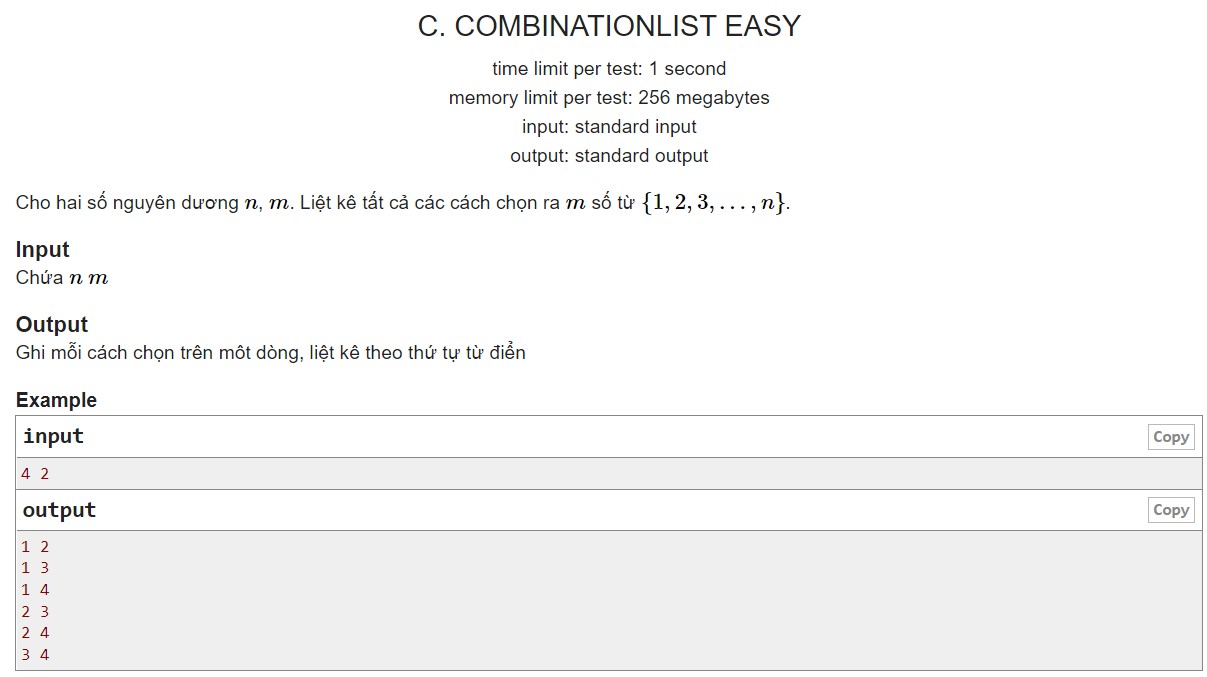 C. COMBINATIONLIST EASY
time limit per test: 1 second
memory limit per test: 256 megabytes
input: standard input
output: standard output
Cho hai số nguyên dương n, m. Liệt kê tất cả các cách chọn ra m số từ {1, 2, 3, . . . , n}.
Input
Chứa n m
Output
Ghi mỗi cách chọn trên môt dòng, liệt kê theo thứ tự từ điển
Example
input Copy
4 2
output Copy
1 2
1 3
1 4
2 3
2 4
3 4